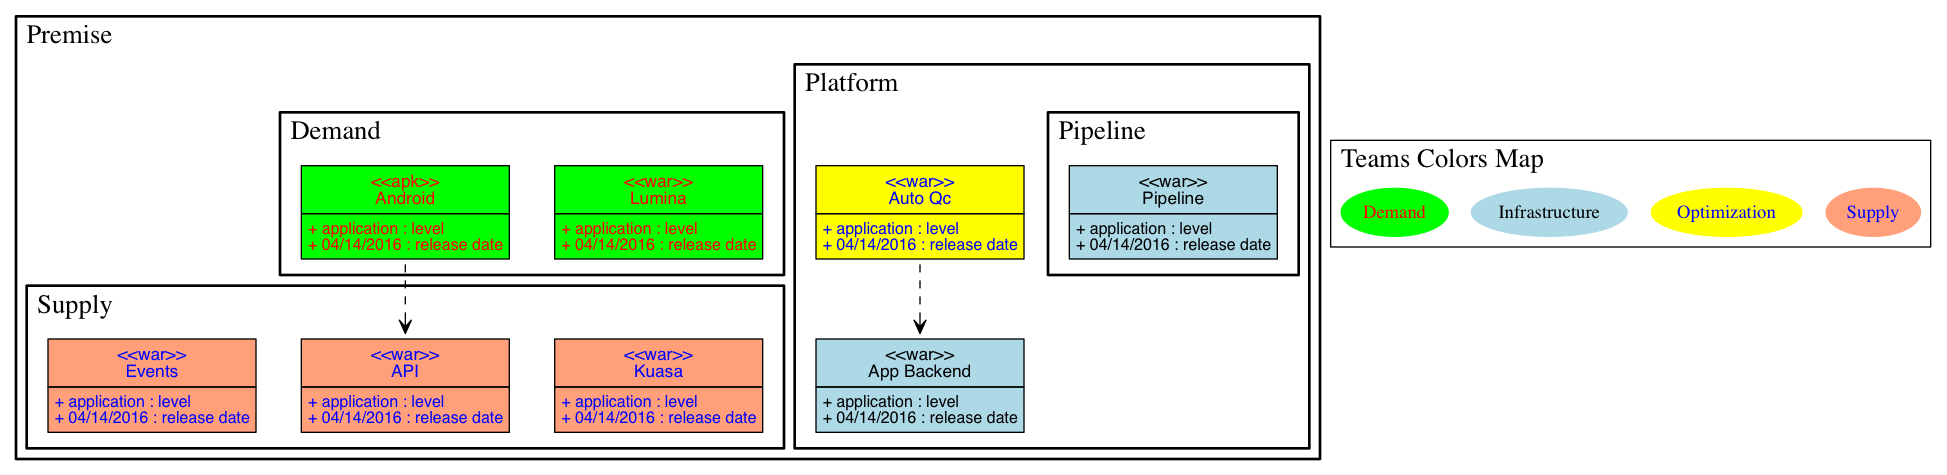 Premise
Platform
Demand
Pipeline
<<apk>>
Android
+ application : level
+ 04/14/2016 : release date
<<war>>
Lumina
+ application : level
+ 04/14/2016 : release date
<<war>>
Auto Qc
+ application : level
+ 04/14/2016 : release date
<<war>>
Pipeline
+ application : level
+ 04/14/2016 : release date
Supply
<<war>>
Events
+ application : level
+ 04/14/2016 : release date
<<war>>
API
+ application : level
+ 04/14/2016 : release date
<<war>>
Kuasa
+ application : level
+ 04/14/2016 : release date
<<war>>
App Backend
+ application : level
+ 04/14/2016 : release date
Teams Colors Map
Demand
Infrastructure
Optimization
Supply